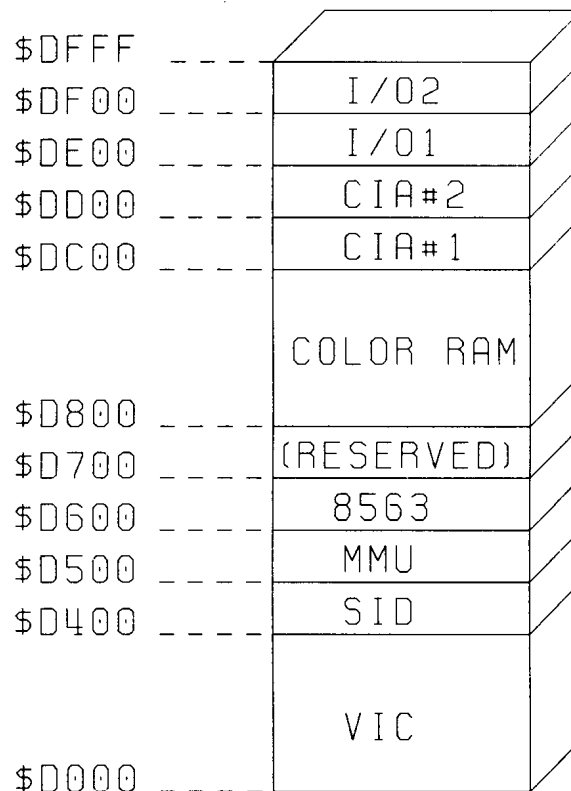 $DFFF
I/O2
$DF00
I/O1
$DE00
CIA#2
$DD00
CIA#1
$DC00
COLOR RAM
$D800
(RESERVED)
$D700
8563
$D600
MMU
$D500
SID
$D400
VIC
$D000